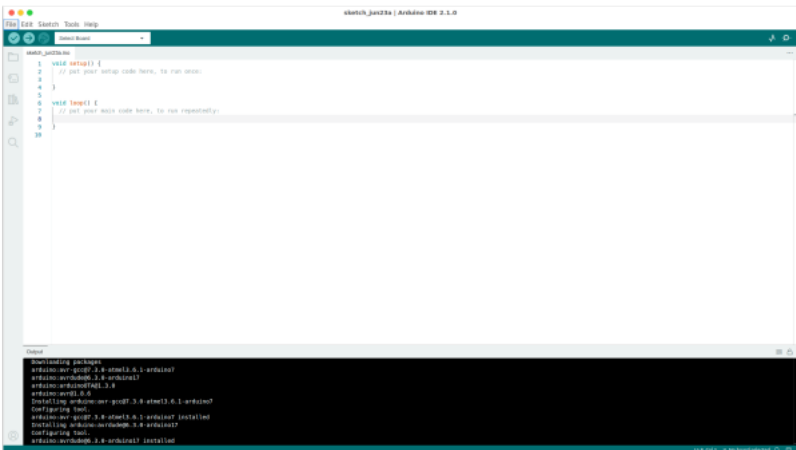 sketch_jun23a | Arduino IDE 2.1.0
File Edit Sketch Tools Help
Select Board
sketch_jun23a.ino
1 void setup() {
2 // put your setup code here, to run once:
3
4 }
5
6 void loop() {
7 // put your main code here, to run repeatedly:
8
9 }
10
Output
Downloading packages
arduino:avr-gcc@7.3.0-atmel3.6.1-arduino7
arduino:avrdude@6.3.0-arduino17
arduino:arduinoOTA@1.3.0
arduino:avr@1.8.6
Installing arduino:avr-gcc@7.3.0-atmel3.6.1-arduino7
Configuring tool.
arduino:avr-gcc@7.3.0-atmel3.6.1-arduino7 installed
Installing arduino:avrdude@6.3.0-arduino17
Configuring tool.
arduino:avrdude@6.3.0-arduino17 installed